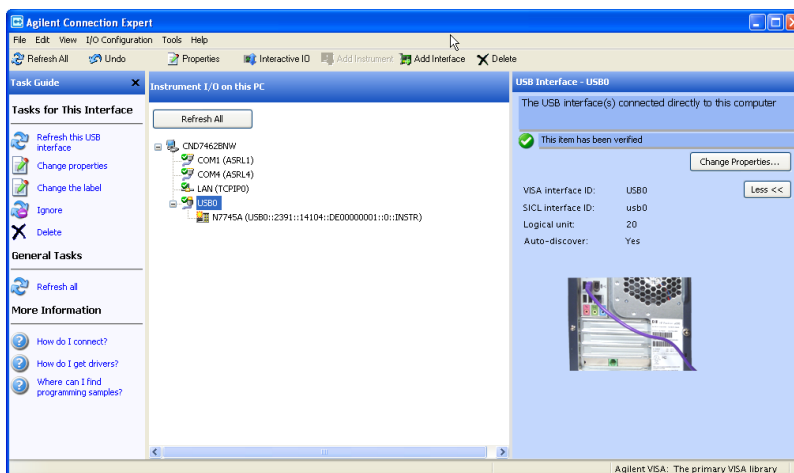 Agilent Connection Expert
File Edit View I/O Configuration Tools Help
Refresh All Undo Properties Interactive IO Add Instrument Add Interface Delete
Task Guide
Tasks for This Interface
Refresh this USB
interface
Change properties
Change the label
Ignore
Delete
General Tasks
Refresh all
More Information
How do I connect?
How do I get drivers?
Where can I find
programming samples?
Instrument I/O on this PC
Refresh All
CND7462BNW
COM1 (ASRL1)
COM4 (ASRL4)
LAN (TCPIP0)
USB0
N7745A (USB0::2391::14104::DE00000001::0::INSTR)
USB Interface - USB0
The USB interface(s) connected directly to this computer
This item has been verified
Change Properties...
VISA interface ID: USB0
Less <<
SICL interface ID: usb0
Logical unit: 20
Auto-discover: Yes
Agilent VISA: The primary VISA library